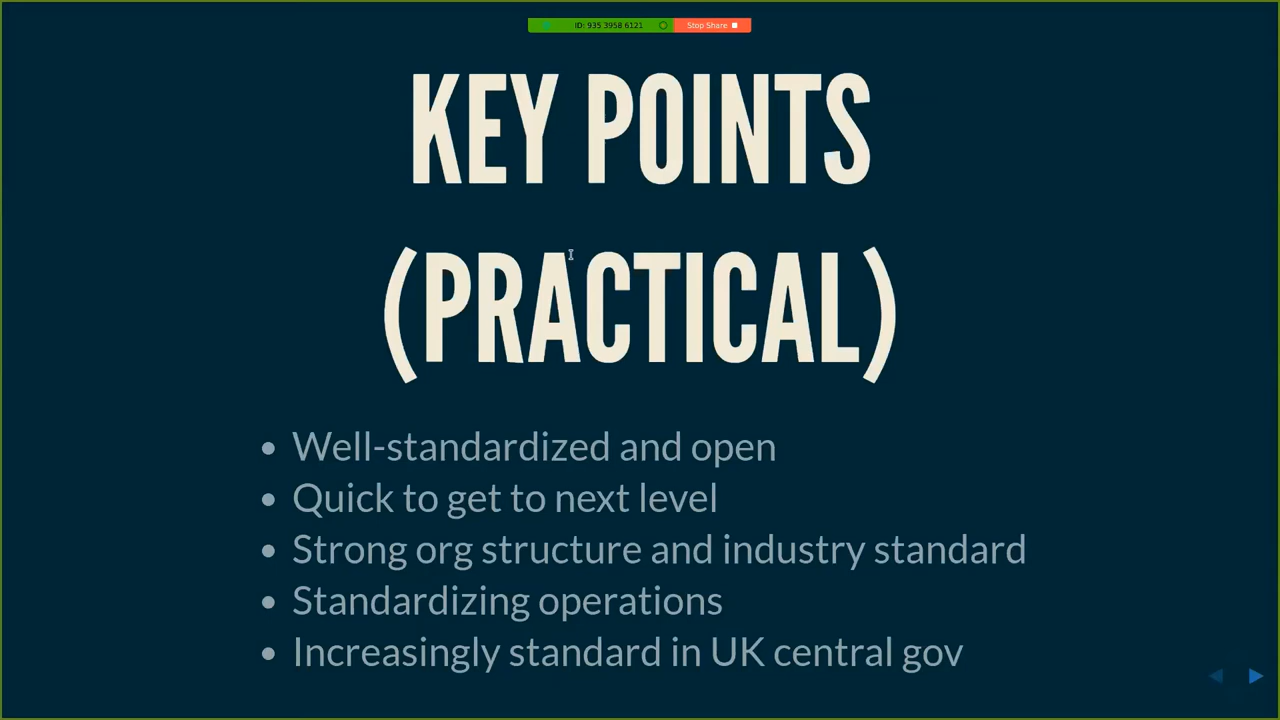 ID: 935 3958 6121 Stop Share
KEY POINTS
(PRACTICAL)
Well-standardized and open
Quick to get to next level
Strong org structure and industry standard
Standardizing operations
Increasingly standard in UK central gov